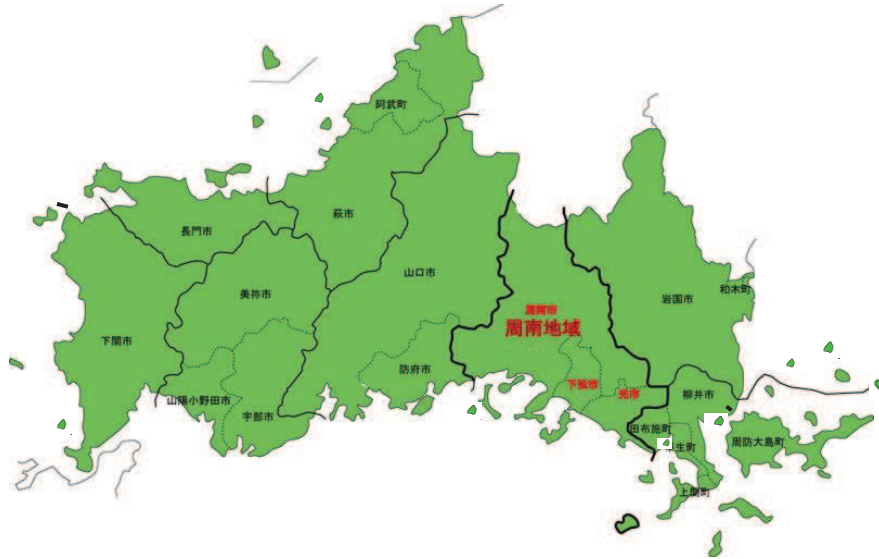 阿武町
萩市
長門市
山口市
美祢市
和木町
岩国市
周南市
周南地域
下関市
防府市
下松市
光市
柳井市
山陽小野田市
宇部市
田布施町
生町
周防大島町
上関町